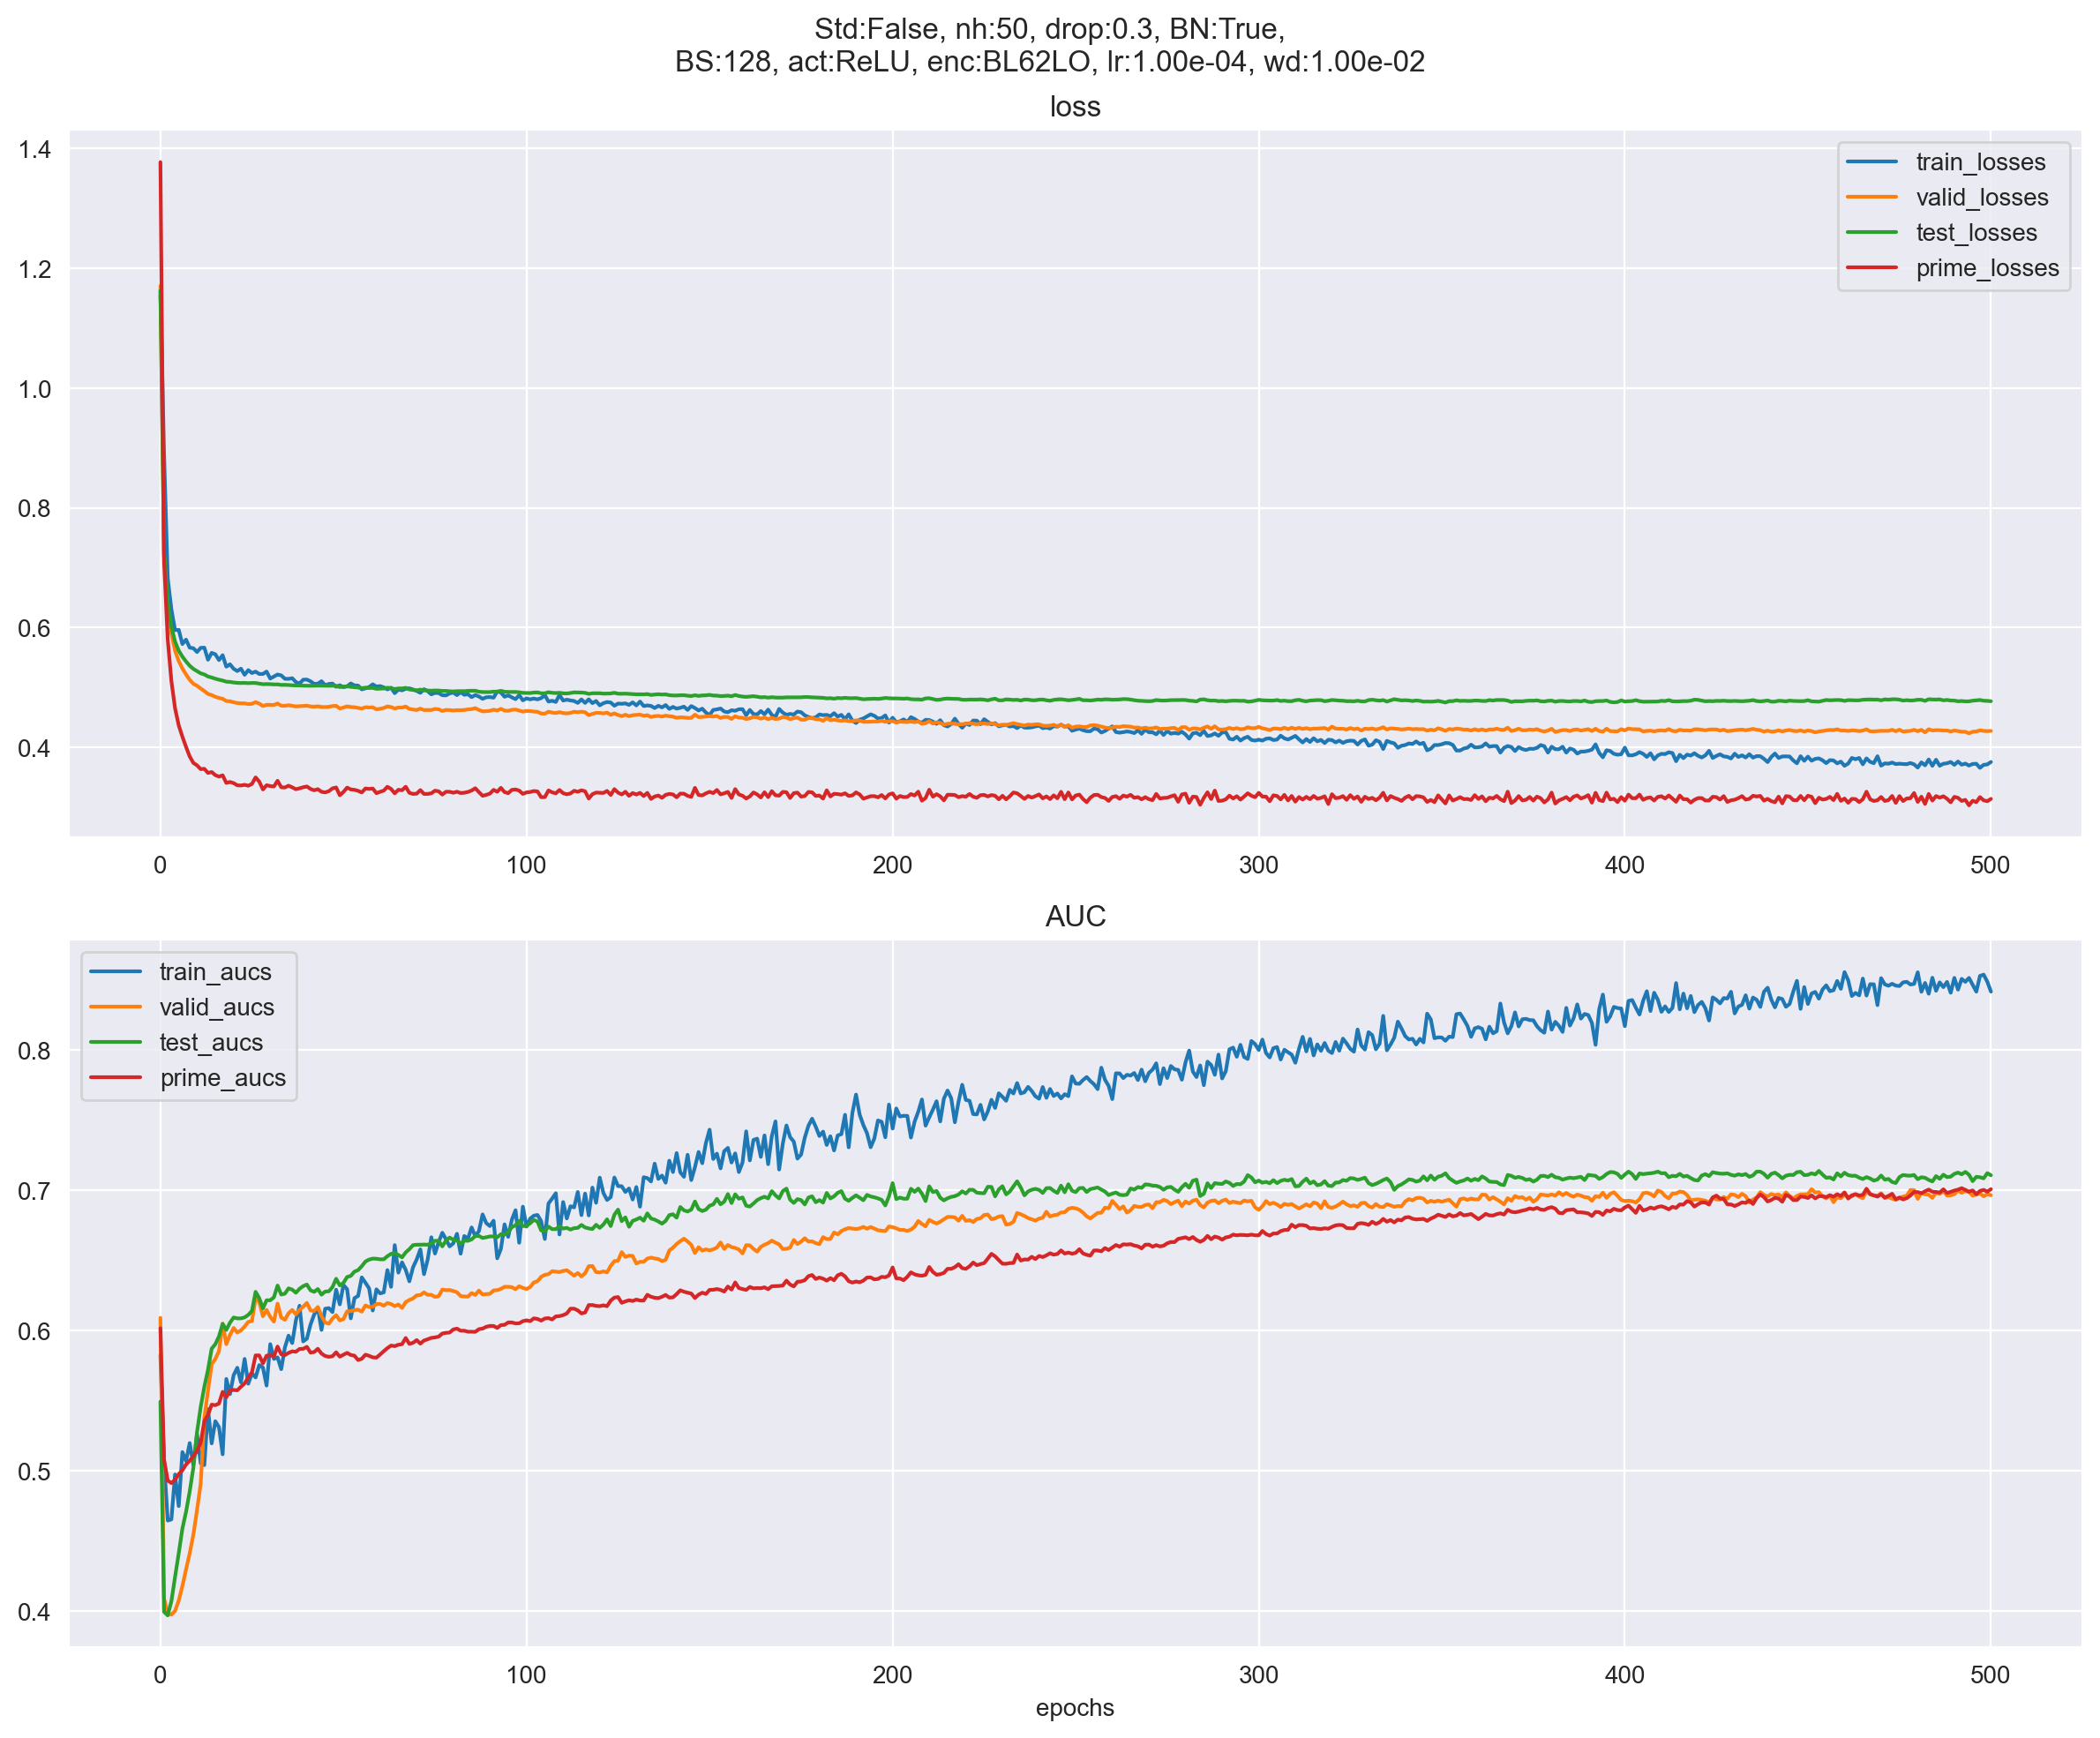 Std:False, nh:50, drop:0.3, BN:True,
BS:128, act:ReLU, enc:BL62LO, lr:1.00e-04, wd:1.00e-02
loss
1.4
1.2
1.0
0.8
0.6
0.4
train_losses
valid_losses
test_losses
prime_losses
0 100 200 300 400 500
AUC
train_aucs
valid_aucs
test_aucs
prime_aucs
0.8
0.7
0.6
0.5
0.4
0 100 200 300 400 500
epochs